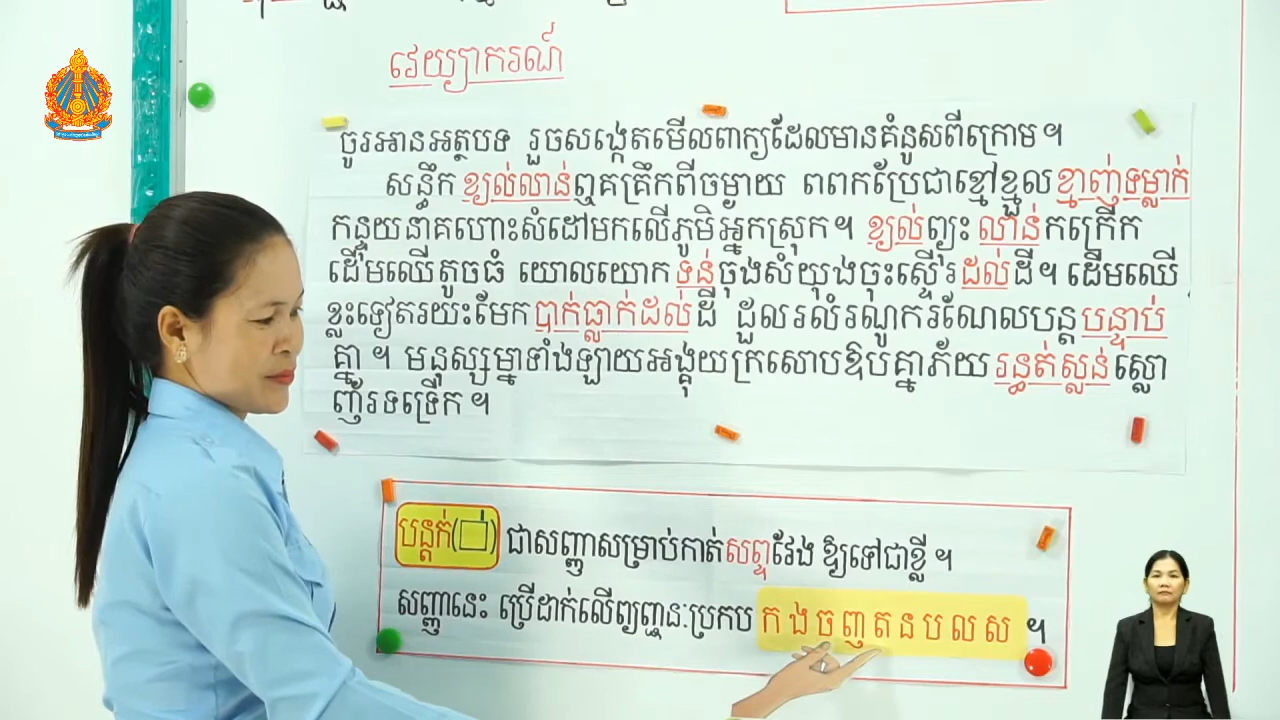 វេយ្យាករណ៍
ចូរអានអត្ថបទ រួចសង្កេតមើលពាក្យដែលមានគំនូសពីក្រោម។
សន្ធឹកខ្យល់លាន់ឮគគ្រឹកពីចម្ងាយ ពពកប្រែជាខ្មៅខ្មួលខ្មាញ់ទម្លាក់
កន្ទុយនាគហោះសំដៅមកលើភូមិអ្នកស្រុក។ ខ្យល់ព្យុះ លាន់កក្រើក
ដើមឈើតូចធំ យោលយោកទន់ចុងសំយុងចុះស្ទើរដល់ដី។ ដើមឈើ
ខ្លះទៀតរយះមែកបាក់ធ្លាក់ដល់ដី ដួលរលំរណូករណែលបន្តបន្ទាប់
គ្នា ។ មនុស្សម្នាទាំងឡាយអង្គុយក្រសោបឱបគ្នាភ័យរន្ធត់ស្លន់ស្លោ
ញ័រទទ្រើក ។
បន្តក់(□់) ជាសញ្ញាសម្រាប់កាត់សព្ទវែង ឱ្យទៅជាខ្លី ។
សញ្ញានេះ ប្រើដាក់លើព្យញ្ជនៈប្រកប ក ង ច ញ ត ន ប ល ស ។